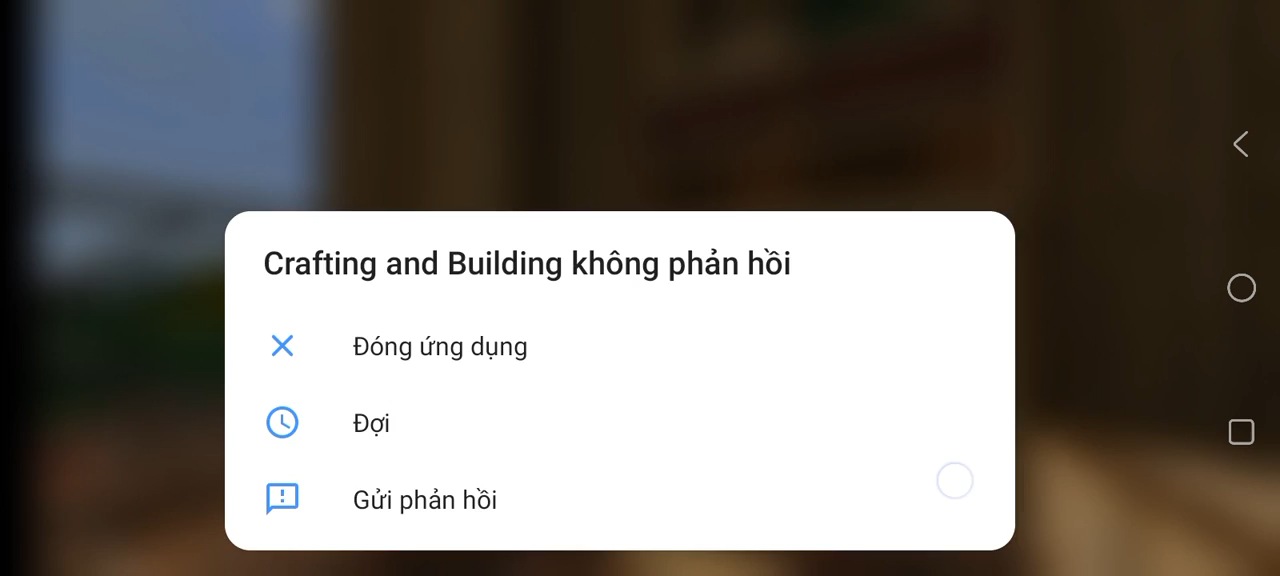 Crafting and Building không phản hồi
Đóng ứng dụng
Đợi
Gửi phản hồi